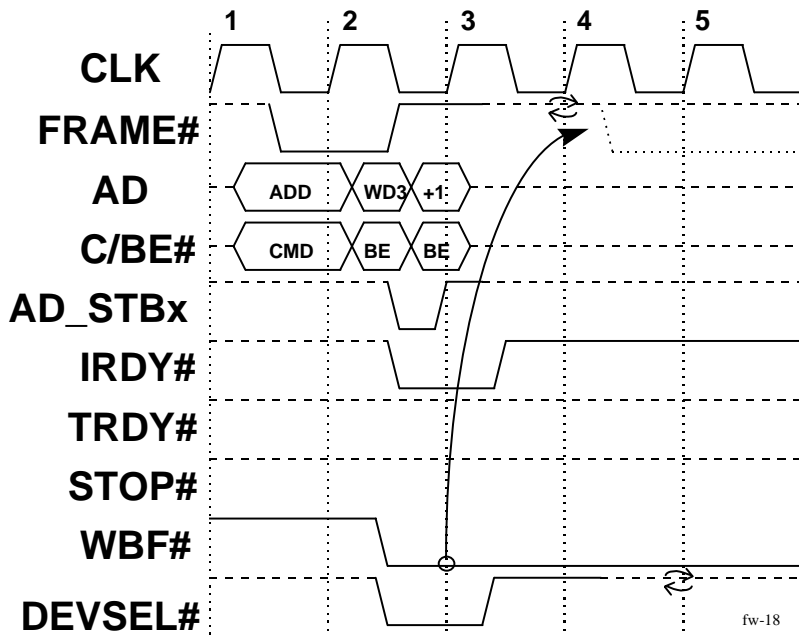 1 2 3 4 5
CLK
FRAME#
AD ADD WD3 +1
C/BE# CMD BE BE
AD_STBx
IRDY#
TRDY#
STOP#
WBF#
DEVSEL#
fw-18